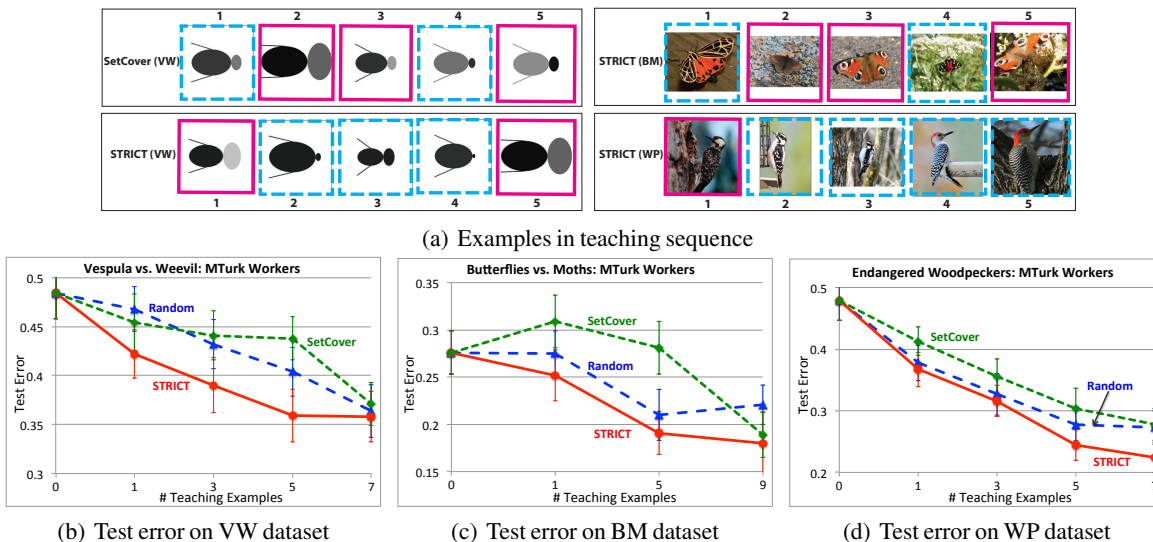 1 2 3 4 5
SetCover (VW)
STRICT (VW)
1 2 3 4 5
1 2 3 4 5
STRICT (BM)
STRICT (WP)
1 2 3 4 5
(a) Examples in teaching sequence
Vespula vs. Weevil: MTurk Workers
0.5
0.45
0.4
0.35
0.3
Test Error
Random
SetCover
STRICT
0 1 3 5 7
# Teaching Examples
(b) Test error on VW dataset
Butterflies vs. Moths: MTurk Workers
0.35
0.3
0.25
0.2
0.15
Test Error
SetCover
Random
STRICT
0 1 5 9
# Teaching Examples
(c) Test error on BM dataset
Endangered Woodpeckers: MTurk Workers
0.5
0.4
0.3
0.2
Test Error
SetCover
Random
STRICT
0 1 3 5
# Teaching Examples
(d) Test error on WP dataset